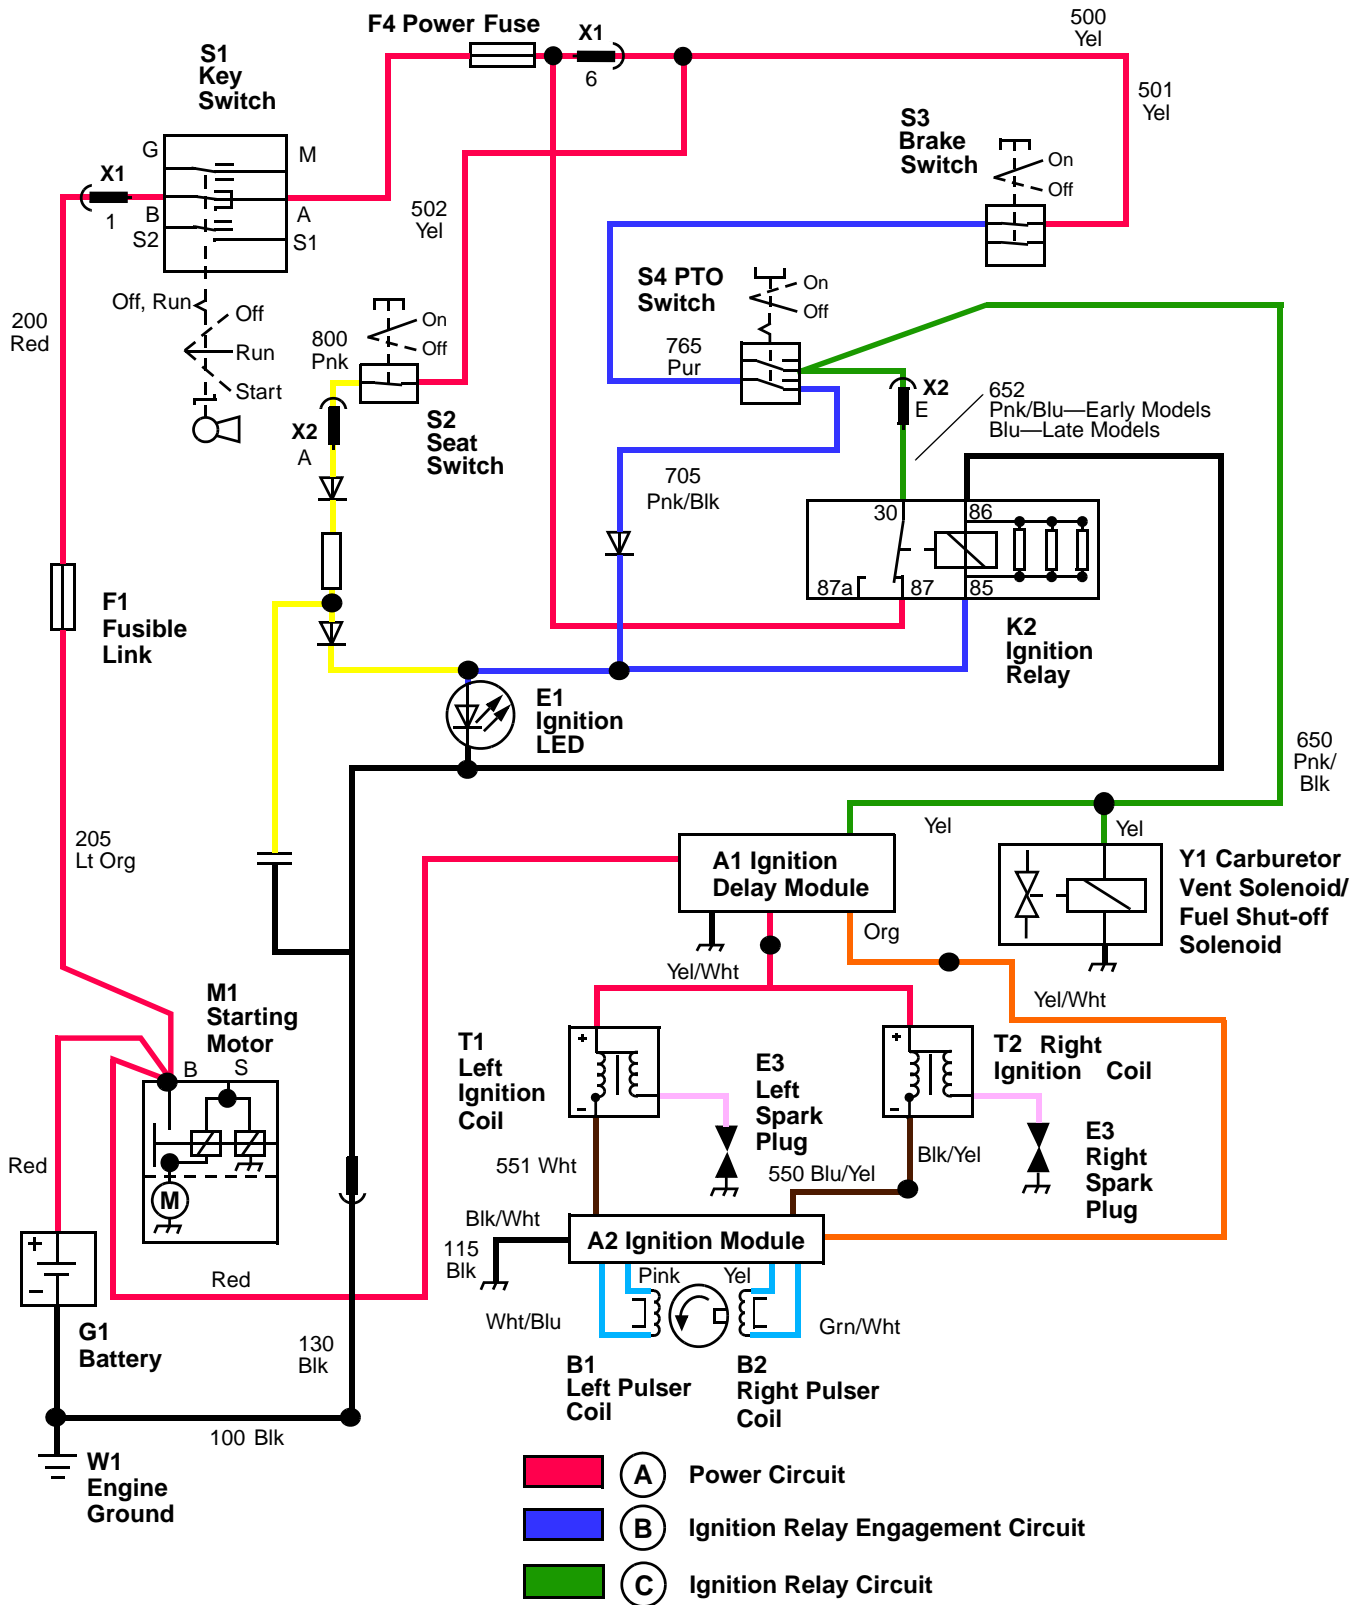 F4 Power Fuse
X1
6
500
Yel
S1
Key
Switch
501
Yel
S3
Brake
Switch
On
Off
G
M
X1
1
B
A
S2
S1
502
Yel
S4 PTO
Switch
On
Off
Off, Run
Off
Run
Start
200
Red
800
Pnk
On
Off
765
Pur
X2
E
652
Pnk/Blu—Early Models
Blu—Late Models
X2
A
S2
Seat
Switch
705
Pnk/Blk
30
86
87a
87
85
F1
Fusible
Link
K2
Ignition
Relay
E1
Ignition
LED
650
Pnk/
Blk
205
Lt Org
Yel
Yel
A1 Ignition
Delay Module
Y1 Carburetor
Vent Solenoid/
Fuel Shut-off
Solenoid
Org
Yel/Wht
Yel/Wht
M1
Starting
Motor
B
S
T1
Left
Ignition
Coil
+
−
E3
Left
Spark
Plug
+
−
T2 Right
Ignition Coil
E3
Right
Spark
Plug
Red
M
551 Wht
550 Blu/Yel
Blk/Yel
Blk/Wht
115
Blk
A2 Ignition Module
+
−
Red
Pink
Yel
Wht/Blu
Grn/Wht
G1
Battery
130
Blk
B1
Left Pulser
Coil
B2
Right Pulser
Coil
100 Blk
W1
Engine
Ground
A Power Circuit
B Ignition Relay Engagement Circuit
C Ignition Relay Circuit